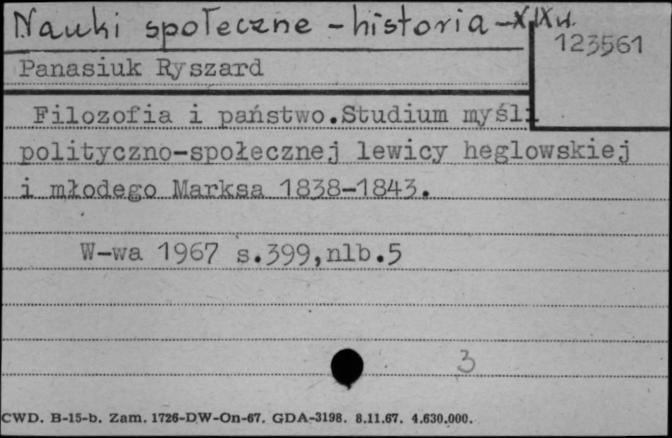 Nauki społeczne - historia - XIX w.
123561
Panasiuk Ryszard
Filozofia i państwo.Studium myśli
polityczno-społecznej lewicy heglowskiej
i młodego Marksa 1838-1843.
W-wa 1967 s.399,nlb.5
3
CWD. B-15-b. Zam. 1726-DW-On-67. GDA-3198. 8.11.67. 4.630.000.